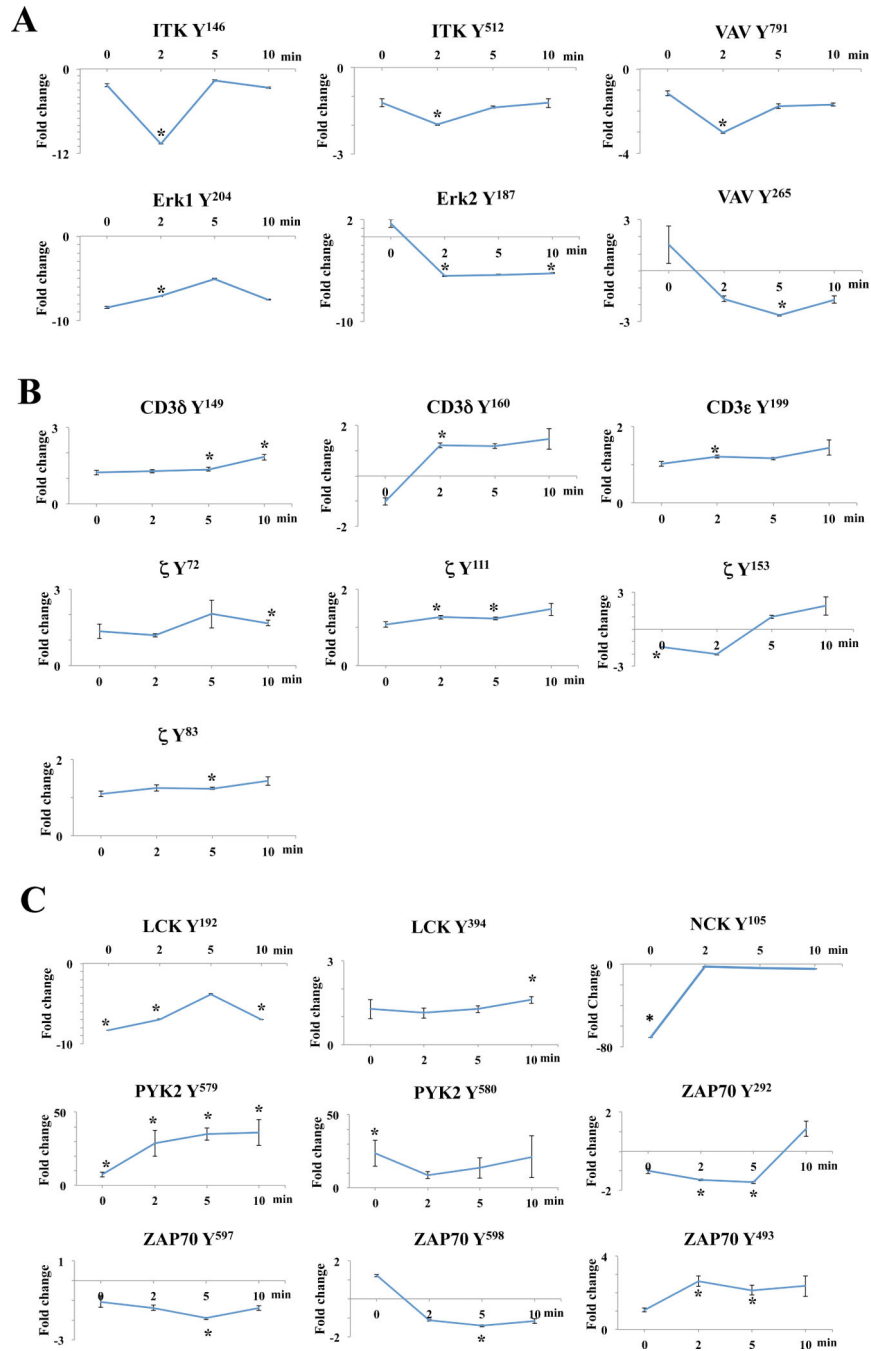 A
ITK Y146 ITK Y512 VAV Y791
0 2 5 10 min 0 2 5 10 min 0 2 5 10 min
Fold change 0 -12 * Fold change 0 -3 * Fold change 0 -4 *
Erk1 Y204 Erk2 Y187 VAV Y265
0 2 5 10 min
Fold change 0 -10 * Fold change 2 -10 0 2 5 10 min * * Fold change 3 -3 0 2 5 10 min *
B
CD3δ Y149 CD3δ Y160 CD3ε Y199
Fold change 3 0 * * Fold change 2 -2 * Fold change 2 0 *
0 2 5 10 min 0 2 5 10 min 0 2 5 10 min
ζ Y72 ζ Y111 ζ Y153
Fold change 3 0 * Fold change 2 0 * * Fold change 3 -3 *
0 2 5 10 min 0 2 5 10 min 0 2 5 10 min
ζ Y83
Fold change 2 0 *
0 2 5 10 min
C
LCK Y192 LCK Y394 NCK Y105
0 2 5 10 min 0 2 5 10 min
Fold change 0 -10 * * * Fold change 3 0 * Fold Change 0 -80 *
0 2 5 10 min
PYK2 Y579 PYK2 Y580 ZAP70 Y292
Fold change 50 0 * * * * Fold change 50 0 * Fold change 2 -2 * *
0 2 5 10 min 0 2 5 10 min 0 2 5 10 min
ZAP70 Y597 ZAP70 Y598 ZAP70 Y493
Fold change 1 -3 * Fold change 2 -2 * Fold change 4 0 * *
0 2 5 10 min 0 2 5 10 min 0 2 5 10 min